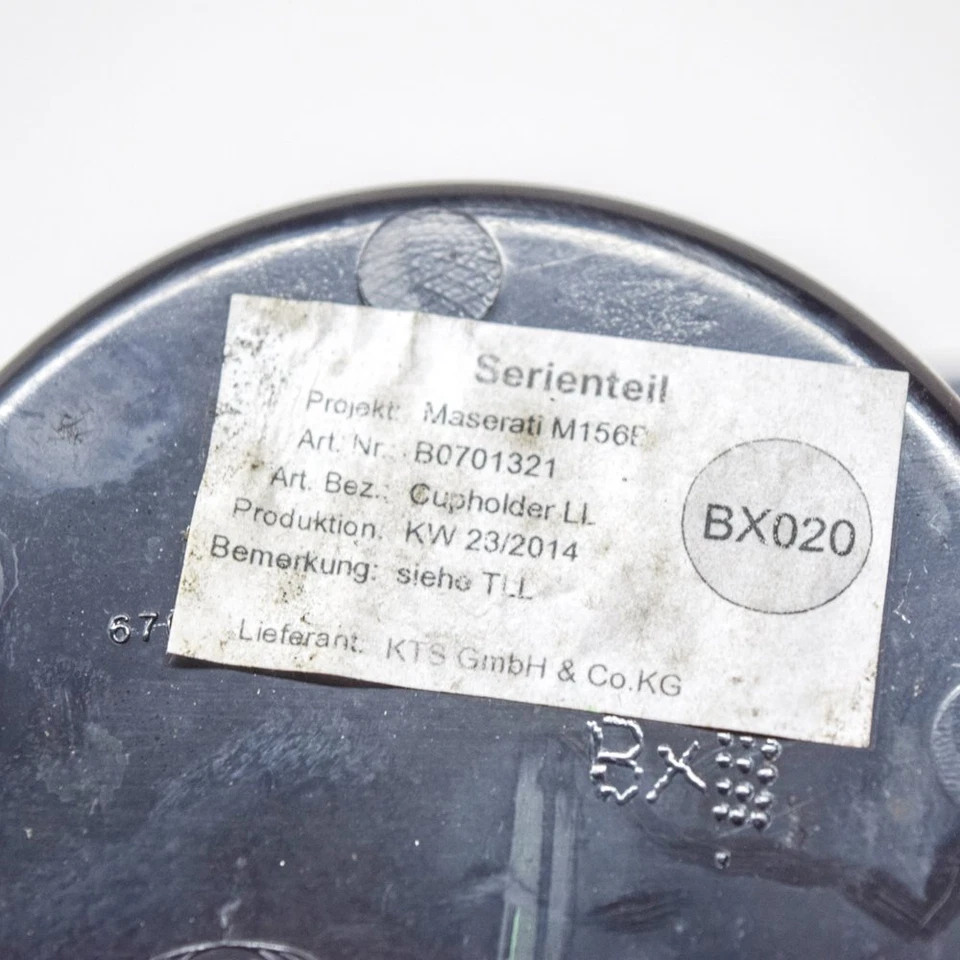 Serienteil
Projekt: Maserati
Art. Nr.: B0701321
Art. Bez.: Cupholder LL
Produktion: KW 23/2014
Bemerkung: siehe TLL
BX020
Lieferant: KTS GmbH & Co.KG
67
BX